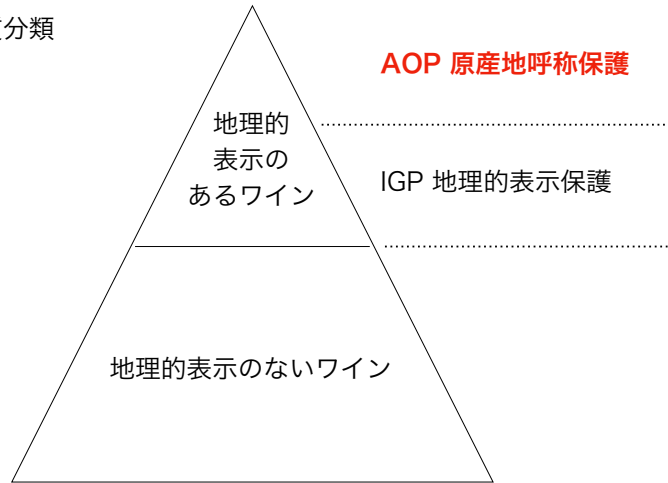 分類
AOP 原産地呼称保護
地理的
表示の
あるワイン
IGP 地理的表示保護
地理的表示のないワイン